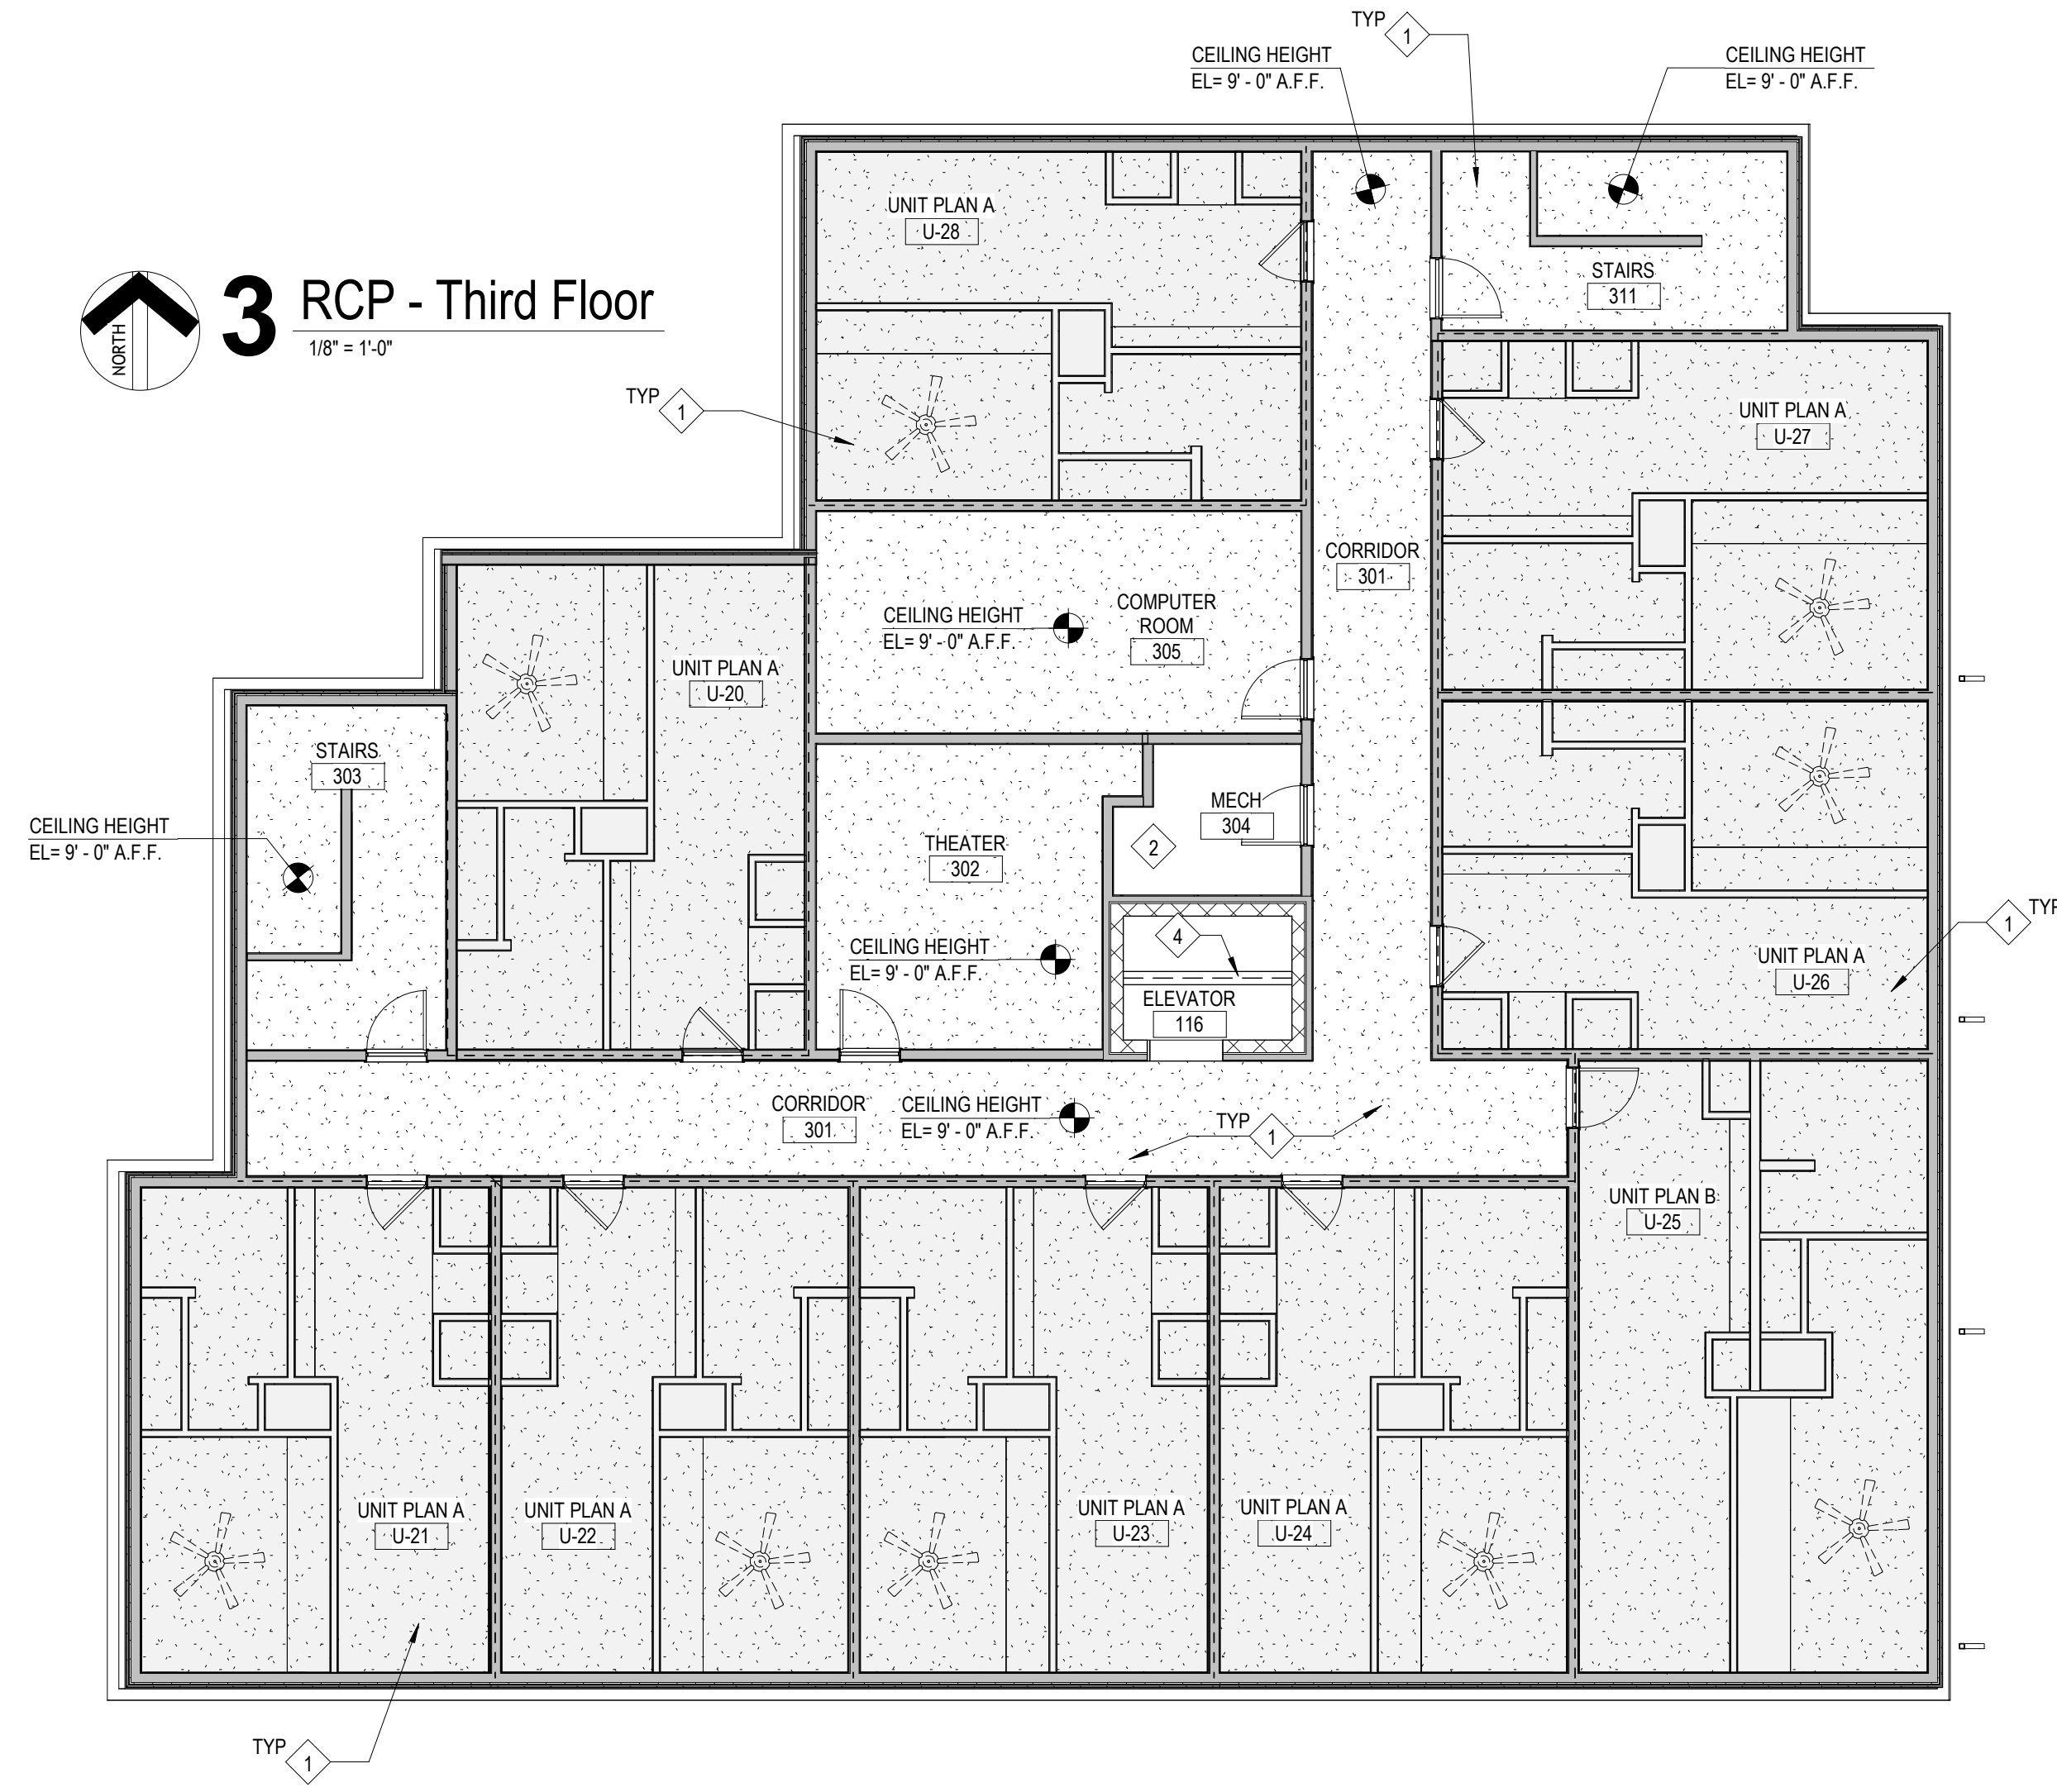 TYP
1
CEILING HEIGHT
EL= 9' - 0" A.F.F.
CEILING HEIGHT
EL= 9' - 0" A.F.F.
UNIT PLAN A
U-28
STAIRS
311
NORTH
3 RCP - Third Floor
1/8" = 1'-0"
TYP
1
UNIT PLAN A
U-27
CORRIDOR
301
COMPUTER
ROOM
305
CEILING HEIGHT
EL= 9' - 0" A.F.F.
UNIT PLAN A
U-20
STAIRS
303
CEILING HEIGHT
EL= 9' - 0" A.F.F.
MECH
304
2
THEATER
302
CEILING HEIGHT
EL= 9' - 0" A.F.F.
4
ELEVATOR
116
TYP
1
UNIT PLAN A
U-26
CORRIDOR
301
CEILING HEIGHT
EL= 9' - 0" A.F.F.
TYP
1
UNIT PLAN B
U-25
UNIT PLAN A
U-21
UNIT PLAN A
U-22
UNIT PLAN A
U-23
UNIT PLAN A
U-24
TYP
1